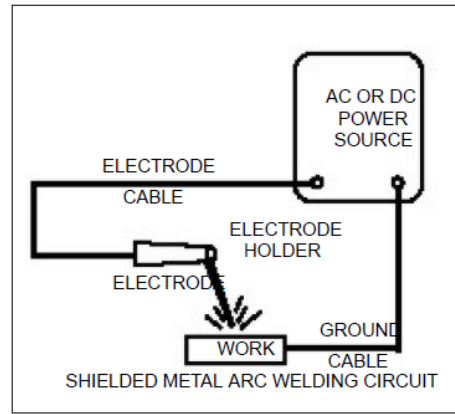 AC OR DC
POWER
SOURCE
ELECTRODE
CABLE
ELECTRODE
HOLDER
ELECTRODE
GROUND
WORK
CABLE
SHIELDED METAL ARC WELDING CIRCUIT